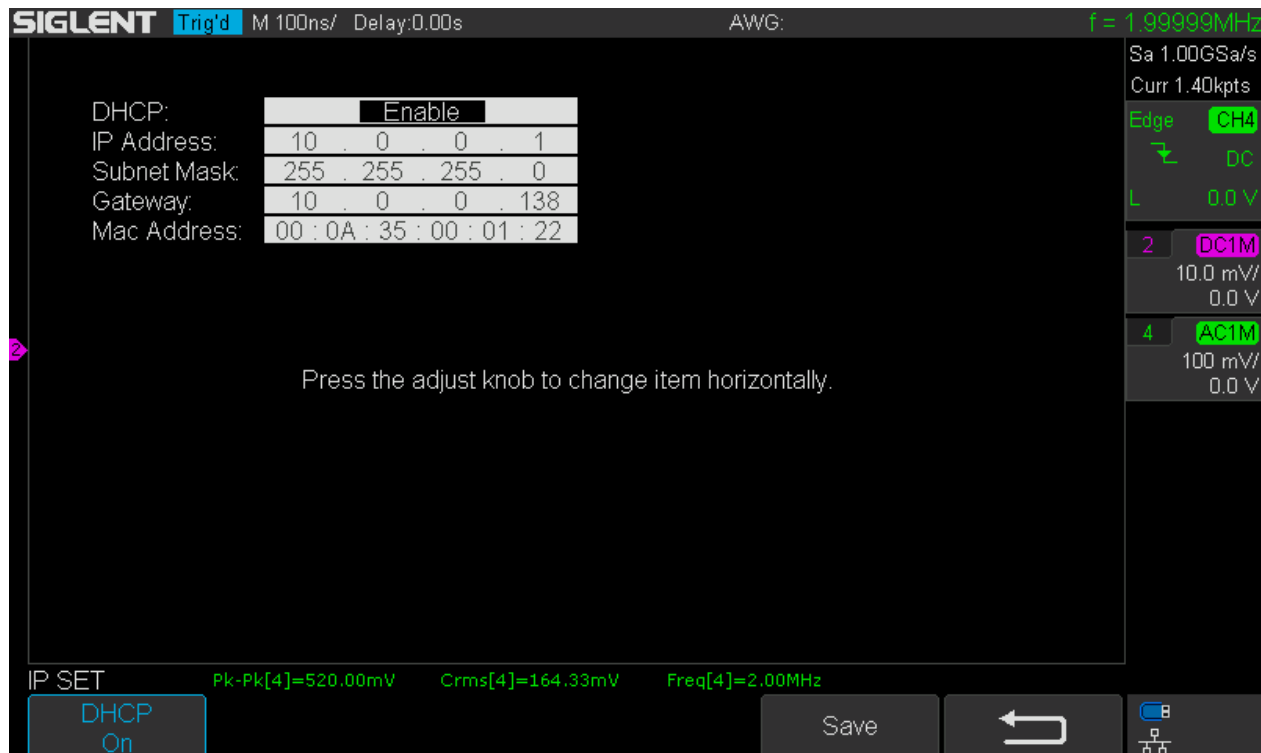 SIGLENT Trig'd M 100ns/ Delay:0.00s AWG: f = 1.99999MHz
Sa 1.00GSa/s
Curr 1.40kpts
DHCP: Enable
IP Address: 10 . 0 . 0 . 1
Subnet Mask: 255 . 255 . 255 . 0
Gateway: 10 . 0 . 0 . 138
Mac Address: 00 : 0A : 35 : 00 : 01 : 22
Edge CH4
DC
L 0.0 V
2 DC1M
10.0 mV/
0.0 V
4 AC1M
100 mV/
0.0 V
2
Press the adjust knob to change item horizontally.
IP SET Pk-Pk[4]=520.00mV Crms[4]=164.33mV Freq[4]=2.00MHz
DHCP
On
Save